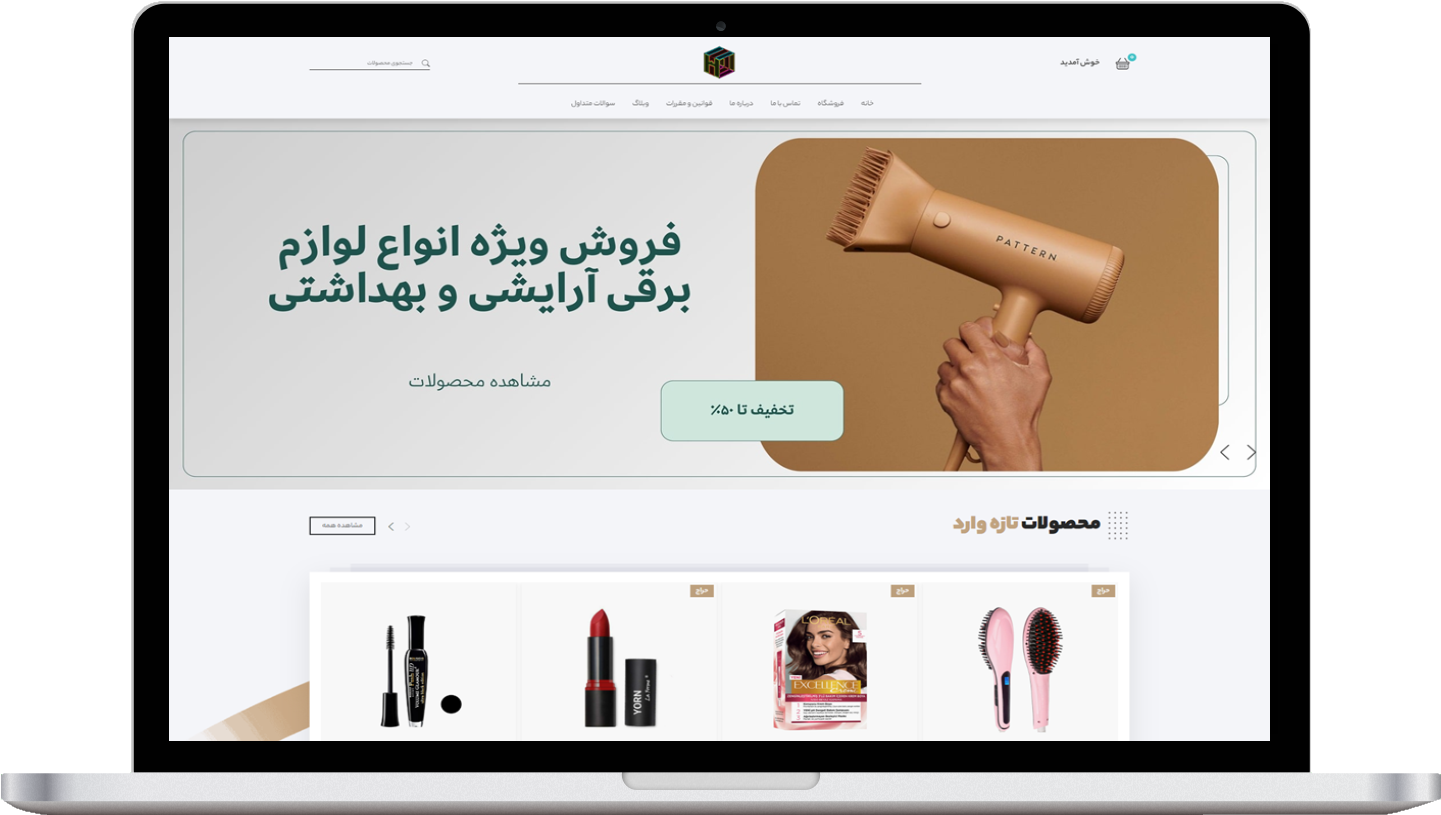 خوش آمدید
جستجوی محصولات
خانه
فروشگاه
تماس با ما
درباره ما
قوانین و مقررات
وبلاگ
سوالات متداول
PATTERN
فروش ویژه انواع لوازم
برقی آرایشی و بهداشتی
مشاهده محصولات
تخفیف تا ۵۰٪
محصولات تازه وارد
مشاهده همه
حراج
حراج
حراج
L'OREAL
EXCELLENCE
YORN